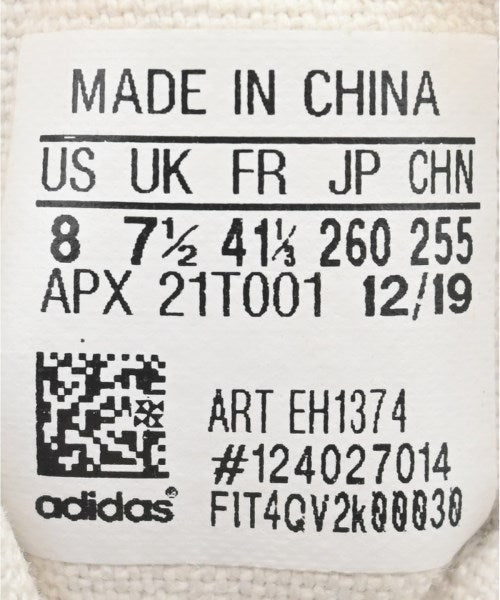 MADE IN CHINA
US UK FR JP CHN
8 7½ 41⅓ 260 255
APX 21T001 12/19
ART EH1374
#124027014
adidas® FIT4QV2k00030